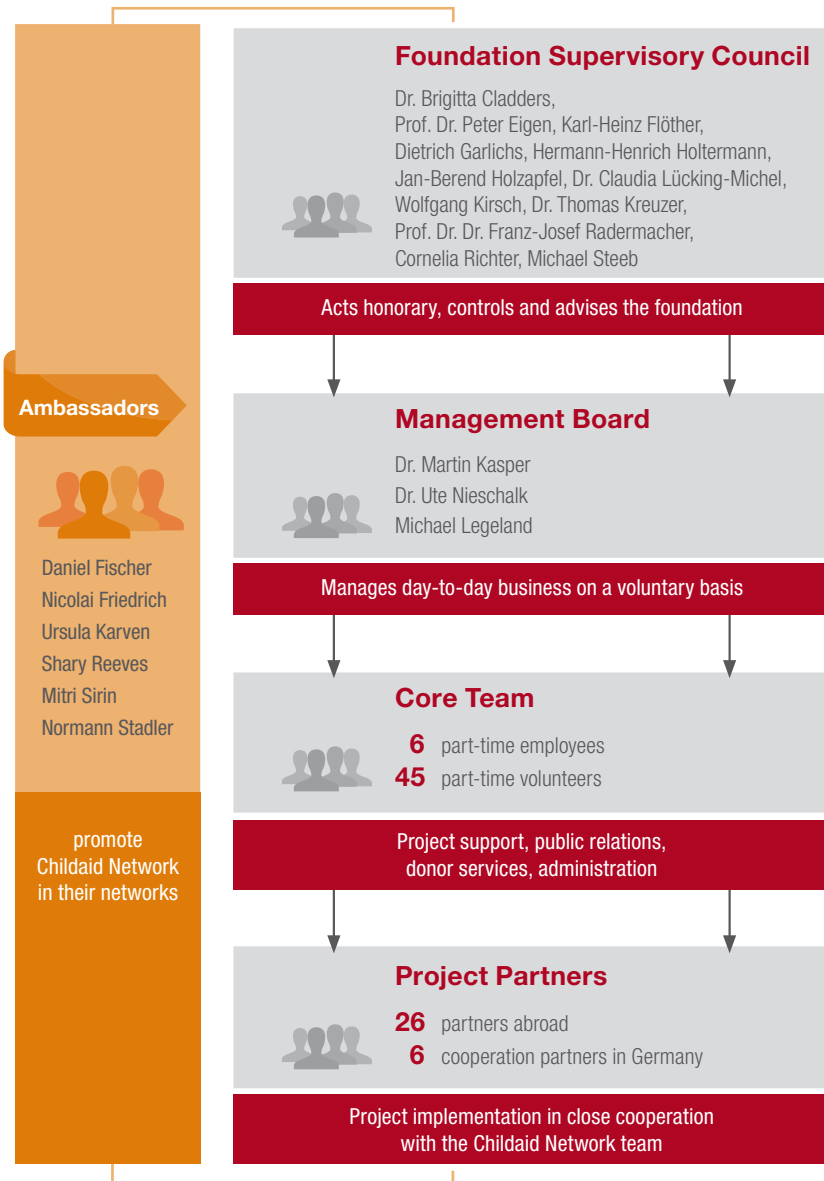 Foundation Supervisory Council
Dr. Brigitta Cladders,
Prof. Dr. Peter Eigen, Karl-Heinz Flöther,
Dietrich Garlichs, Hermann-Henrich Holtermann,
Jan-Berend Holzapfel, Dr. Claudia Lücking-Michel,
Wolfgang Kirsch, Dr. Thomas Kreuzer,
Prof. Dr. Dr. Franz-Josef Radermacher,
Cornelia Richter, Michael Steeb
Acts honorary, controls and advises the foundation
Ambassadors
Daniel Fischer
Nicolai Friedrich
Ursula Karven
Shary Reeves
Mitri Sirin
Normann Stadler
promote
Childaid Network
in their networks
Management Board
Dr. Martin Kasper
Dr. Ute Nieschalk
Michael Legeland
Manages day-to-day business on a voluntary basis
Core Team
6 part-time employees
45 part-time volunteers
Project support, public relations,
donor services, administration
Project Partners
26 partners abroad
6 cooperation partners in Germany
Project implementation in close cooperation
with the Childaid Network team